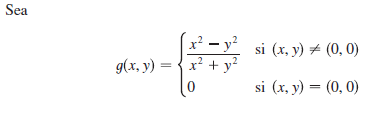 Sea
g(x, y) = { (x² − y²)/(x² + y²) si (x, y) ≠ (0, 0)
0 si (x, y) = (0, 0)